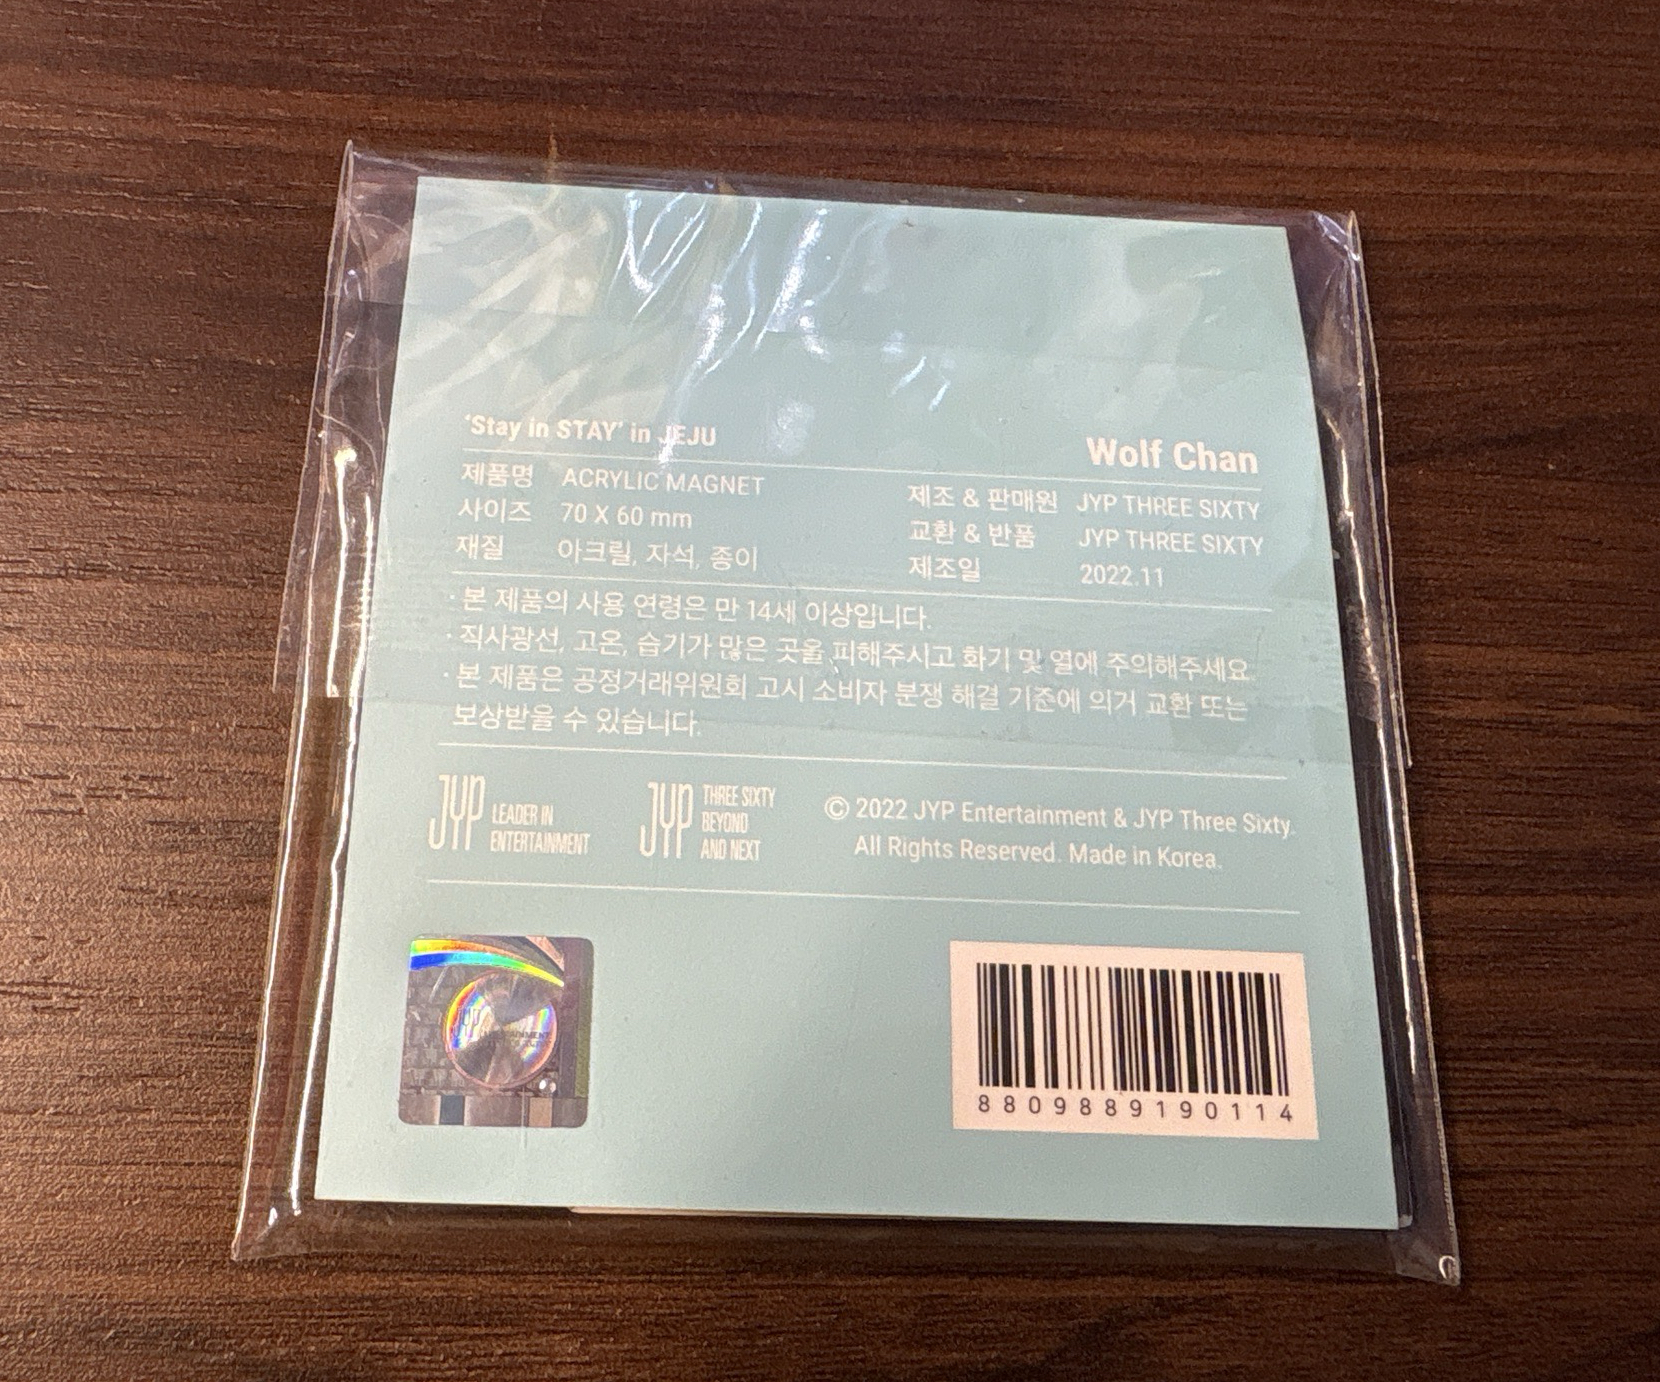 'Stay in STAY' in JEJU
Wolf Chan
제품명 ACRYLIC MAGNET
사이즈 70 X 60 mm
재질 아크릴, 자석, 종이
제조 & 판매원 JYP THREE SIXTY
교환 & 반품 JYP THREE SIXTY
제조일 2022.11
· 본 제품의 사용 연령은 만 14세 이상입니다.
· 직사광선, 고온, 습기가 많은 곳을 피해주시고 화기 및 열에 주의해주세요.
· 본 제품은 공정거래위원회 고시 소비자 분쟁 해결 기준에 의거 교환 또는
보상받을 수 있습니다.
JYP LEADER IN
ENTERTAINMENT
JYP THREE SIXTY
BEYOND
AND NEXT
© 2022 JYP Entertainment & JYP Three Sixty.
All Rights Reserved. Made in Korea.
JYP
8809889190114